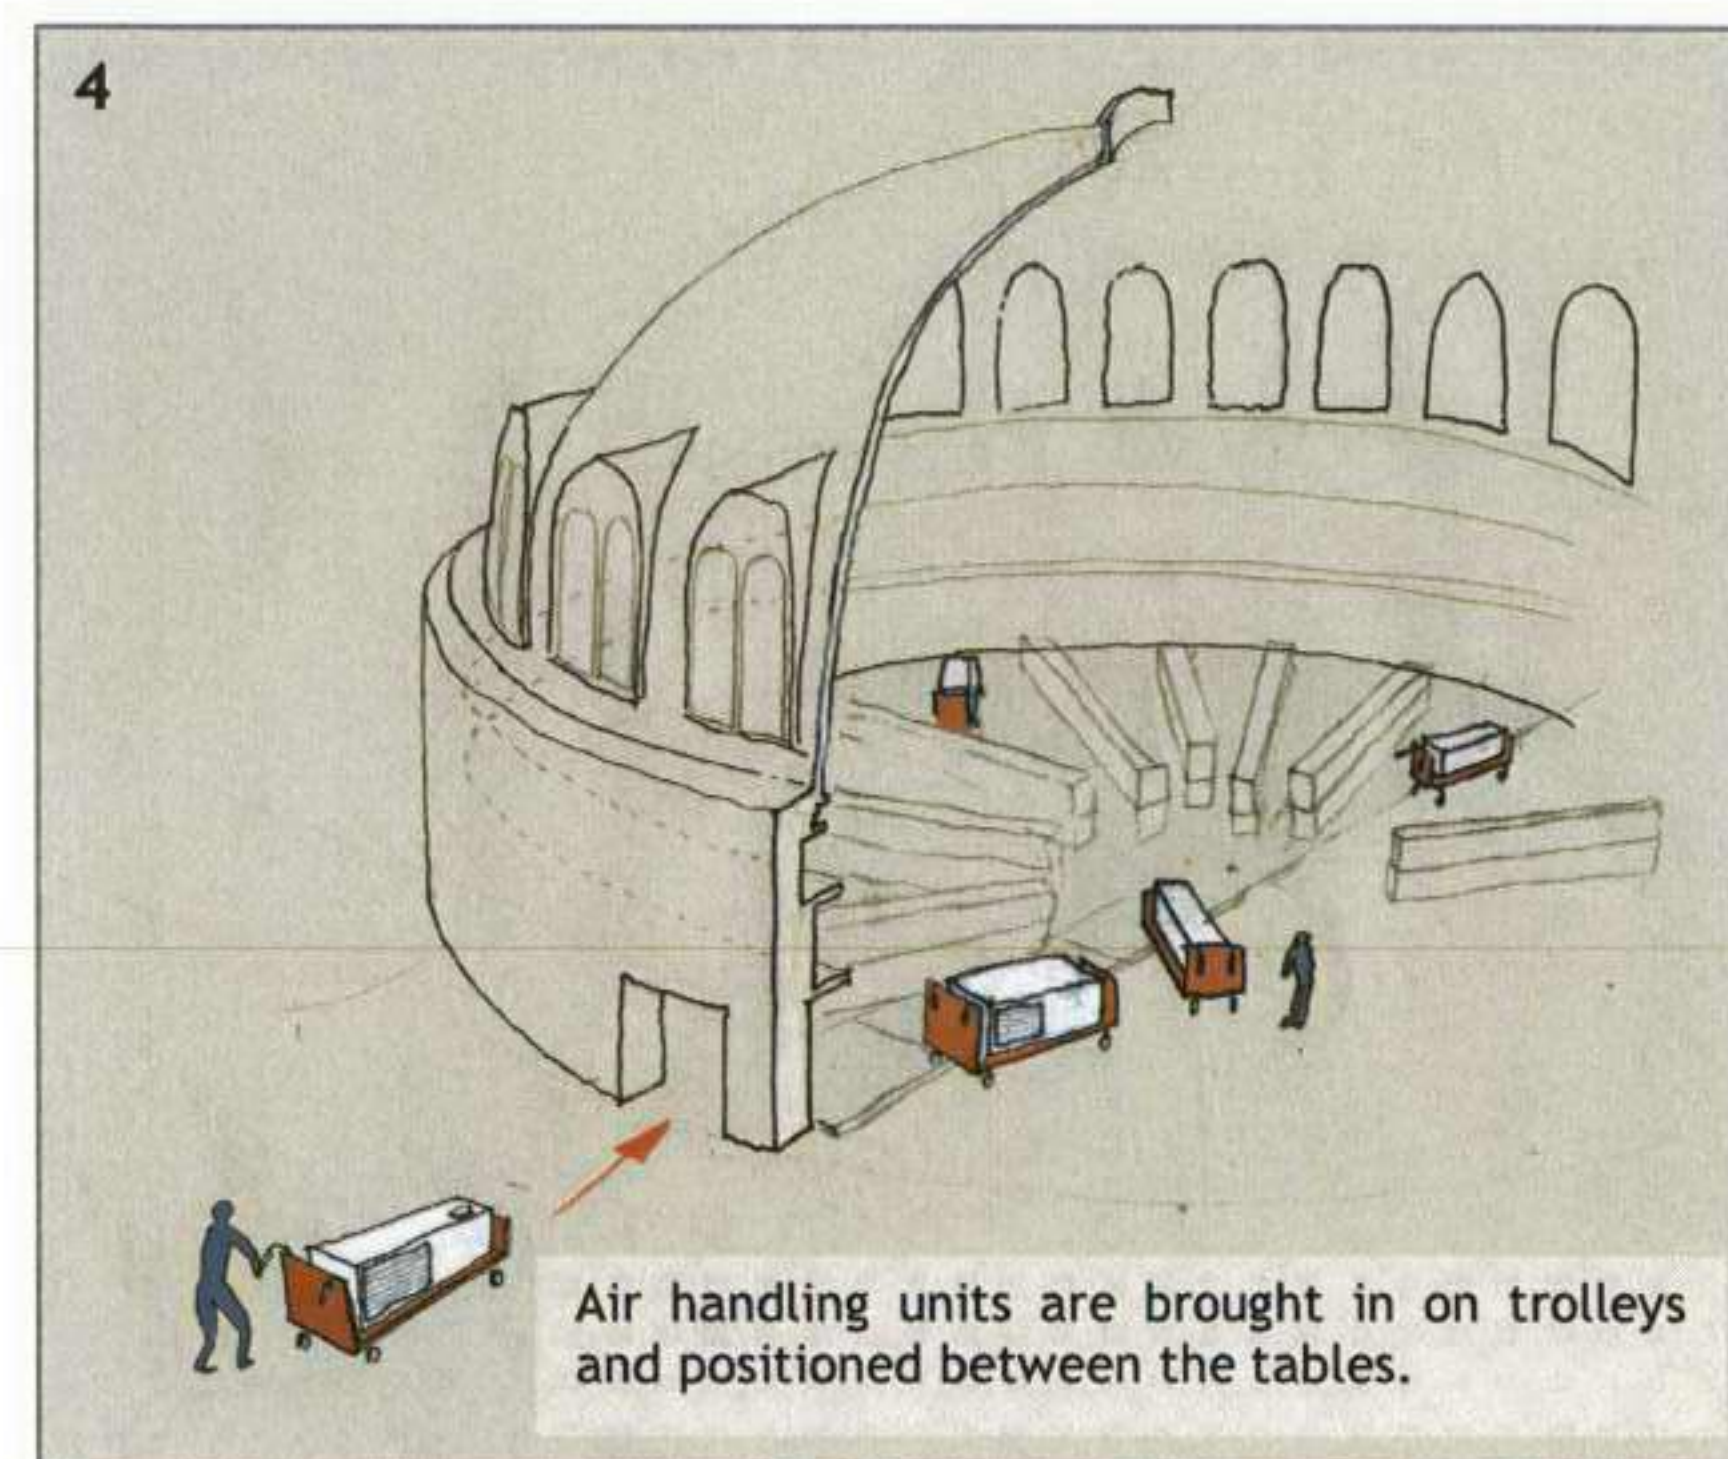 4
Air handling units are brought in on trolleys
and positioned between the tables.